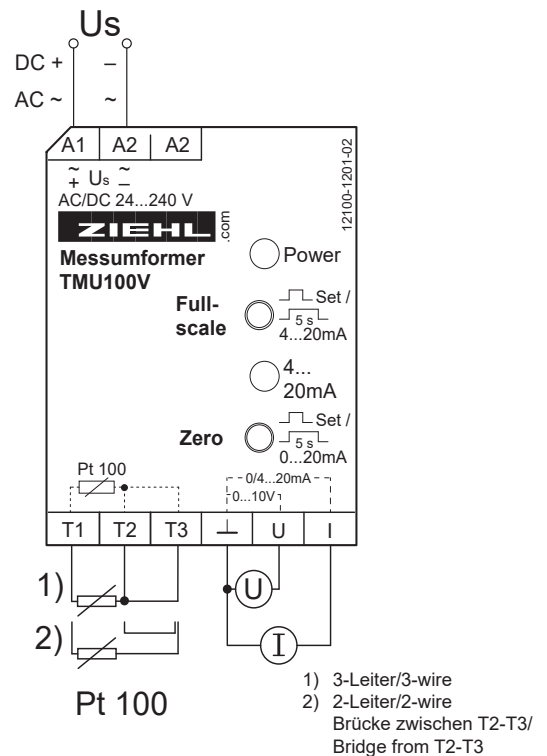 Us
DC + –
AC ~ ~
A1 A2 A2
~ + Us ~ –
AC/DC 24...240 V
12100-1201-02
ZIEHL .com
Messumformer
TMU100V
Power
Full-
scale
Set /
5 s
4...20mA
4...
20mA
Zero
Set /
5 s
0...20mA
Pt 100
0/4...20mA
0...10V
T1 T2 T3 ⊥ U I
1)
U
2)
I
Pt 100
1) 3-Leiter/3-wire
2) 2-Leiter/2-wire
Brücke zwischen T2-T3/
Bridge from T2-T3